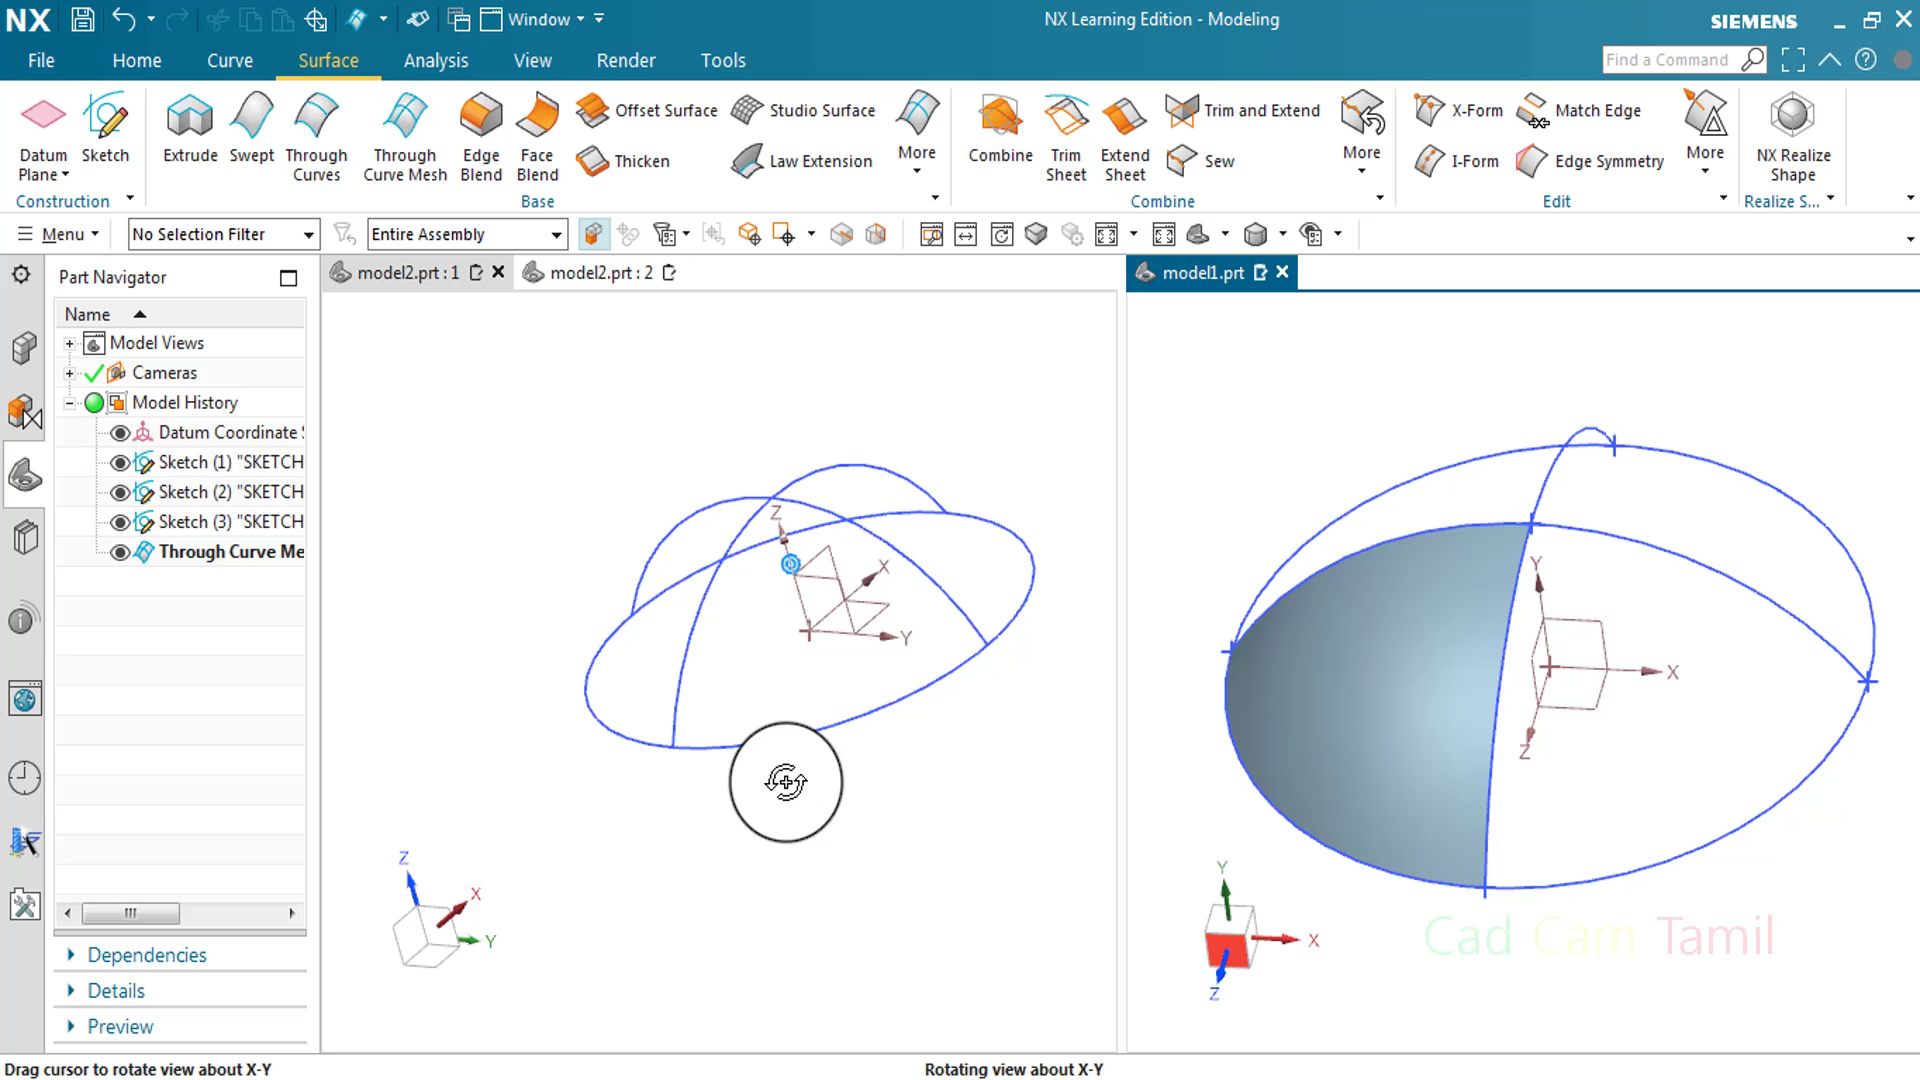 NX
Window
NX Learning Edition - Modeling
SIEMENS
File
Home
Curve
Surface
Analysis
View
Render
Tools
Find a Command
Datum
Plane
Sketch
Extrude
Swept
Through
Curves
Through
Curve Mesh
Edge
Blend
Face
Blend
Offset Surface
Thicken
Studio Surface
Law Extension
More
Combine
Trim
Sheet
Extend
Sheet
Trim and Extend
Sew
More
X-Form
I-Form
Match Edge
Edge Symmetry
More
NX Realize
Shape
Construction
Base
Combine
Edit
Realize S...
Menu
No Selection Filter
Entire Assembly
Part Navigator
model2.prt : 1
model2.prt : 2
model1.prt
Name
Model Views
Cameras
Model History
Datum Coordinate
Sketch (1) "SKETCH
Sketch (2) "SKETCH
Sketch (3) "SKETCH
Through Curve Me
Dependencies
Details
Preview
Z
X
Y
Z
X
Y
Y
X
Z
Y
X
Z
Cad Cam Tamil
Drag cursor to rotate view about X-Y
Rotating view about X-Y